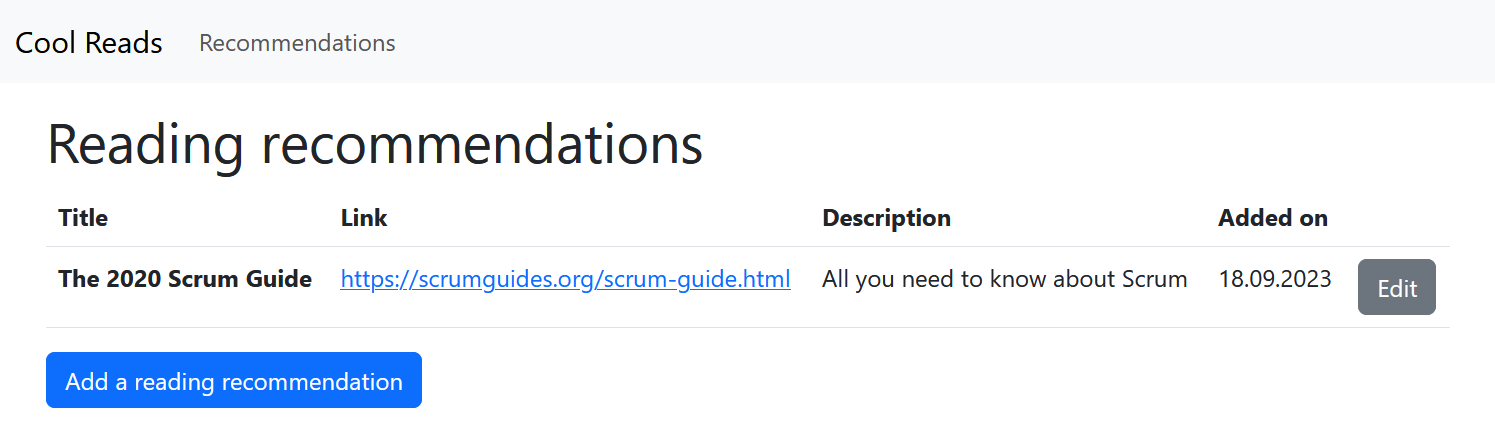 Cool Reads Recommendations
Reading recommendations
Title Link Description Added on
The 2020 Scrum Guide https://scrumguides.org/scrum-guide.html All you need to know about Scrum 18.09.2023 Edit
Add a reading recommendation